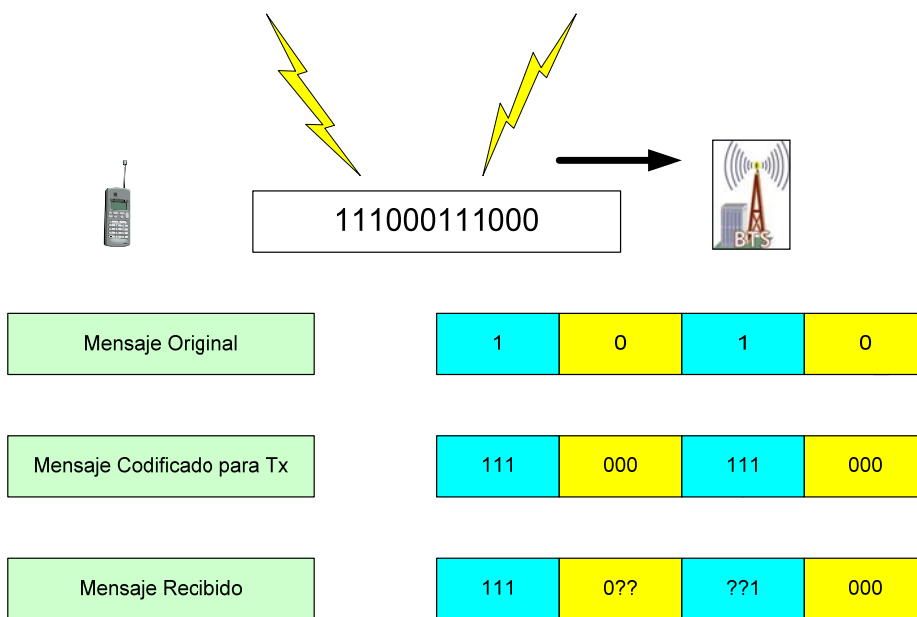 111000111000
BTS
Mensaje Original
1 0 1 0
Mensaje Codificado para Tx
111 000 111 000
Mensaje Recibido
111 0?? ??1 000